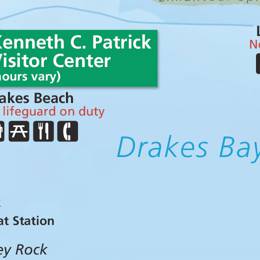 Kenneth C. Patrick
Visitor Center
hours vary)
akes Beach
lifeguard on duty
Drakes Bay
at Station
ey Rock